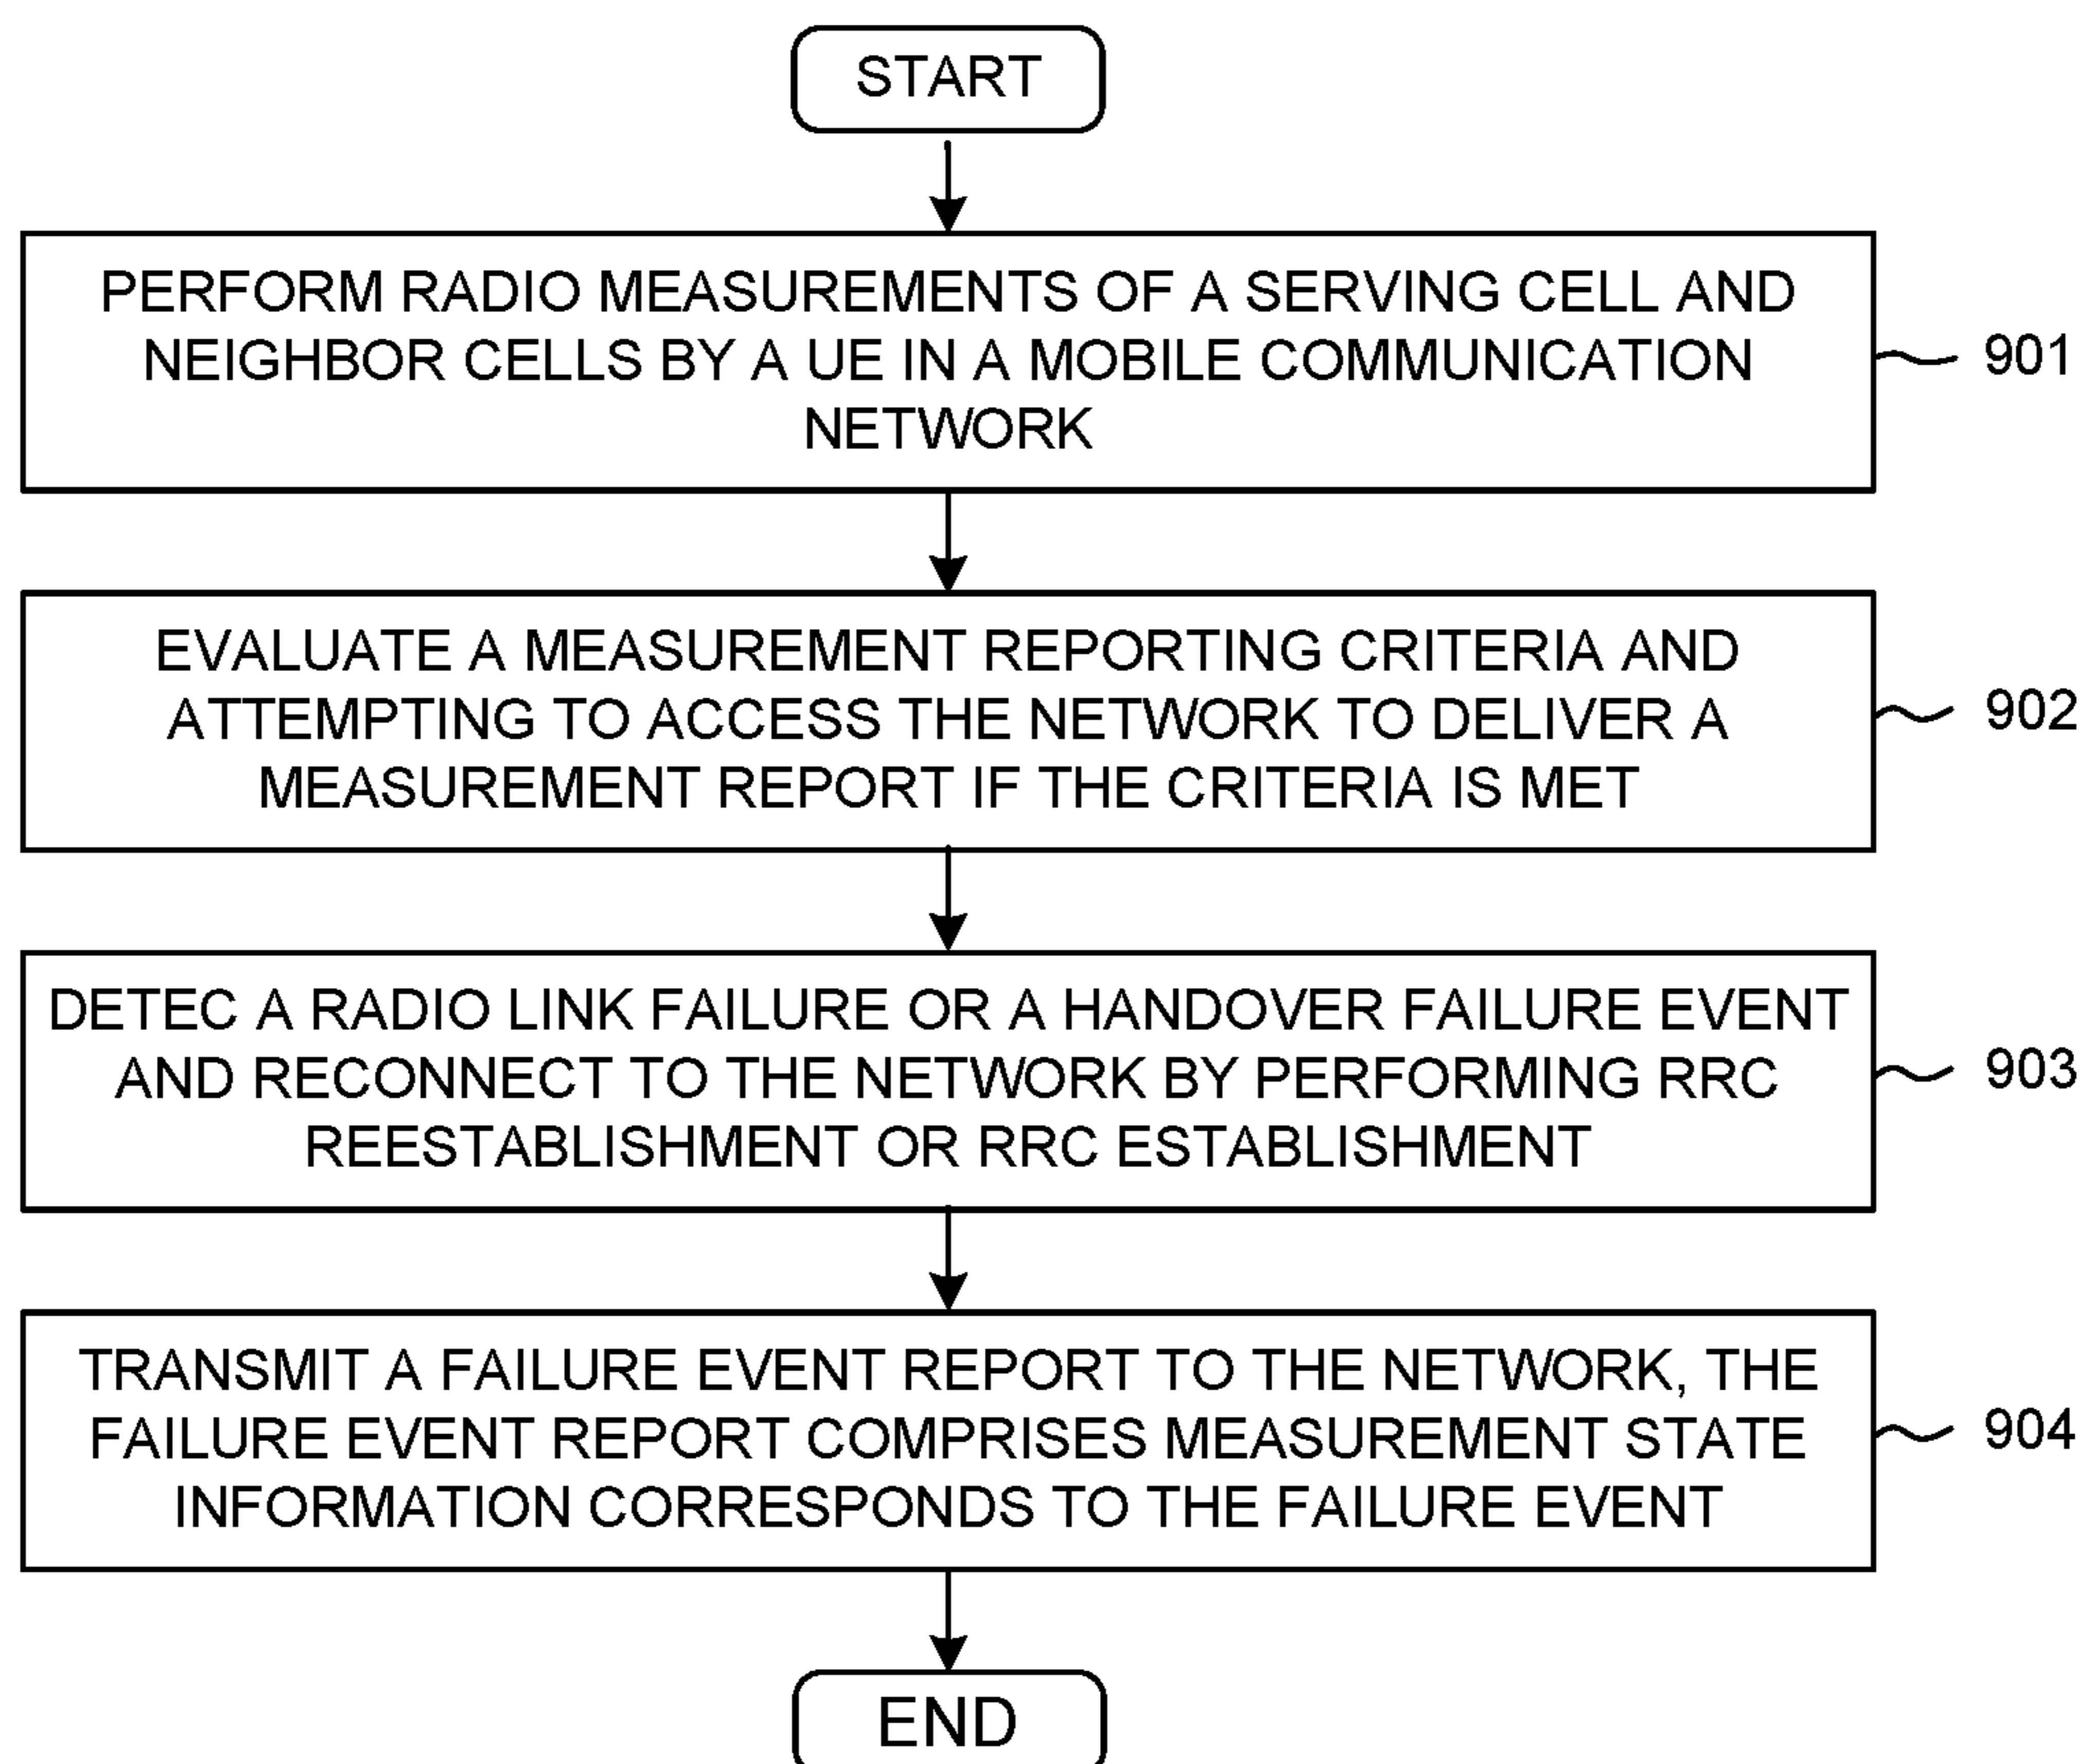 START
PERFORM RADIO MEASUREMENTS OF A SERVING CELL AND
NEIGHBOR CELLS BY A UE IN A MOBILE COMMUNICATION
NETWORK
901
EVALUATE A MEASUREMENT REPORTING CRITERIA AND
ATTEMPTING TO ACCESS THE NETWORK TO DELIVER A
MEASUREMENT REPORT IF THE CRITERIA IS MET
902
DETEC A RADIO LINK FAILURE OR A HANDOVER FAILURE EVENT
AND RECONNECT TO THE NETWORK BY PERFORMING RRC
REESTABLISHMENT OR RRC ESTABLISHMENT
903
TRANSMIT A FAILURE EVENT REPORT TO THE NETWORK, THE
FAILURE EVENT REPORT COMPRISES MEASUREMENT STATE
INFORMATION CORRESPONDS TO THE FAILURE EVENT
904
END